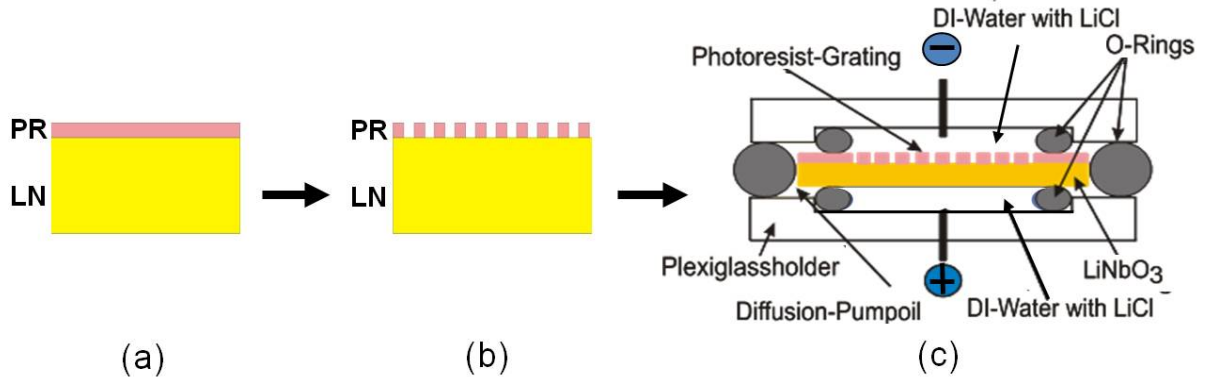 DI-Water with LiCl
O-Rings
Photoresist-Grating
−
PR
PR
LN
LN
Plexiglassholder
LiNbO3
+
Diffusion-Pumpoil
DI-Water with LiCl
(a)
(b)
(c)